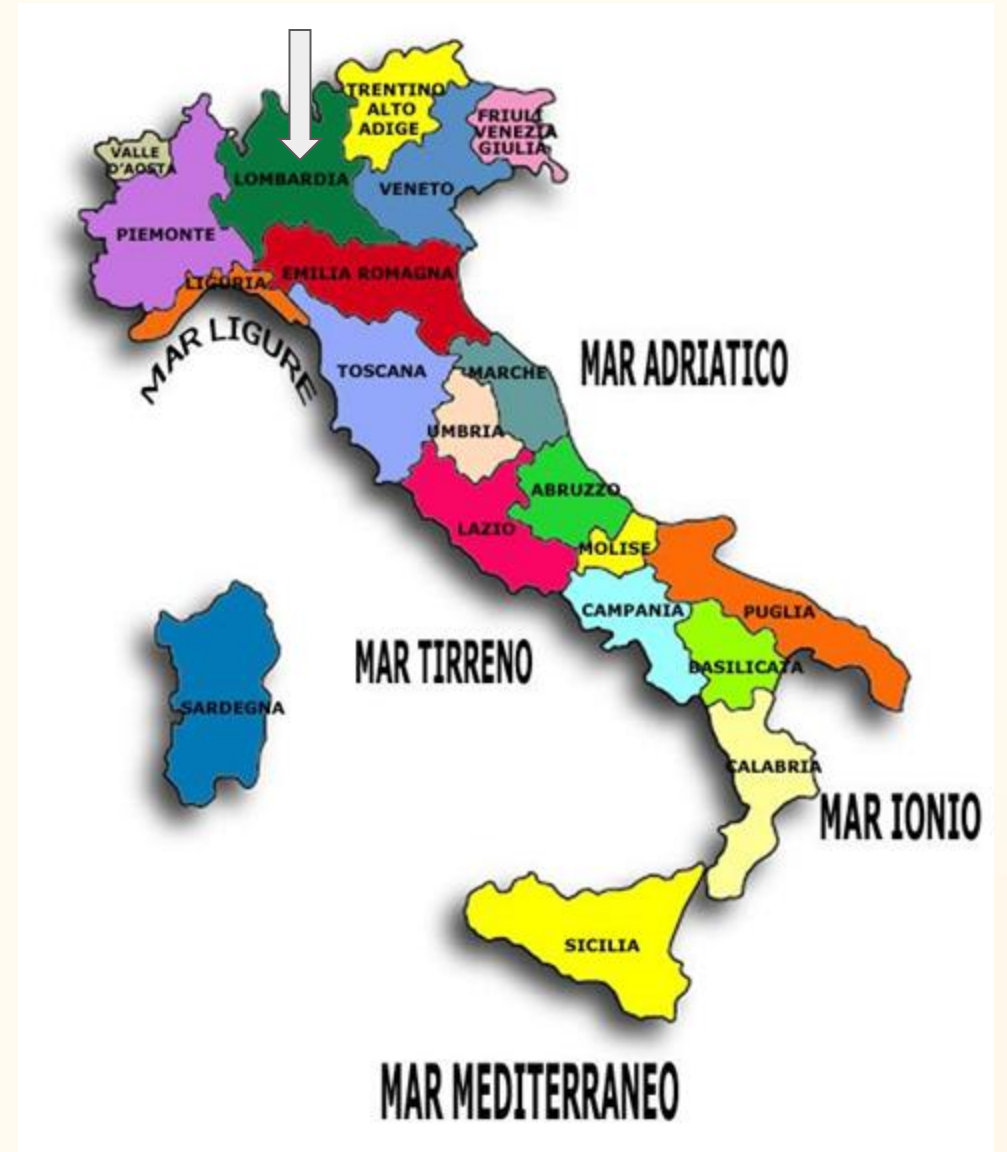 TRENTINO
ALTO
ADIGE
FRIULI
VENEZIA
GIULIA
VALLE
D'AOSTA
LOMBARDIA
VENETO
PIEMONTE
EMILIA ROMAGNA
LIGURIA
MAR LIGURE
TOSCANA
MARCHE
MAR ADRIATICO
UMBRIA
ABRUZZO
LAZIO
MOLISE
CAMPANIA
PUGLIA
MAR TIRRENO
BASILICATA
SARDEGNA
CALABRIA
MAR IONIO
SICILIA
MAR MEDITERRANEO